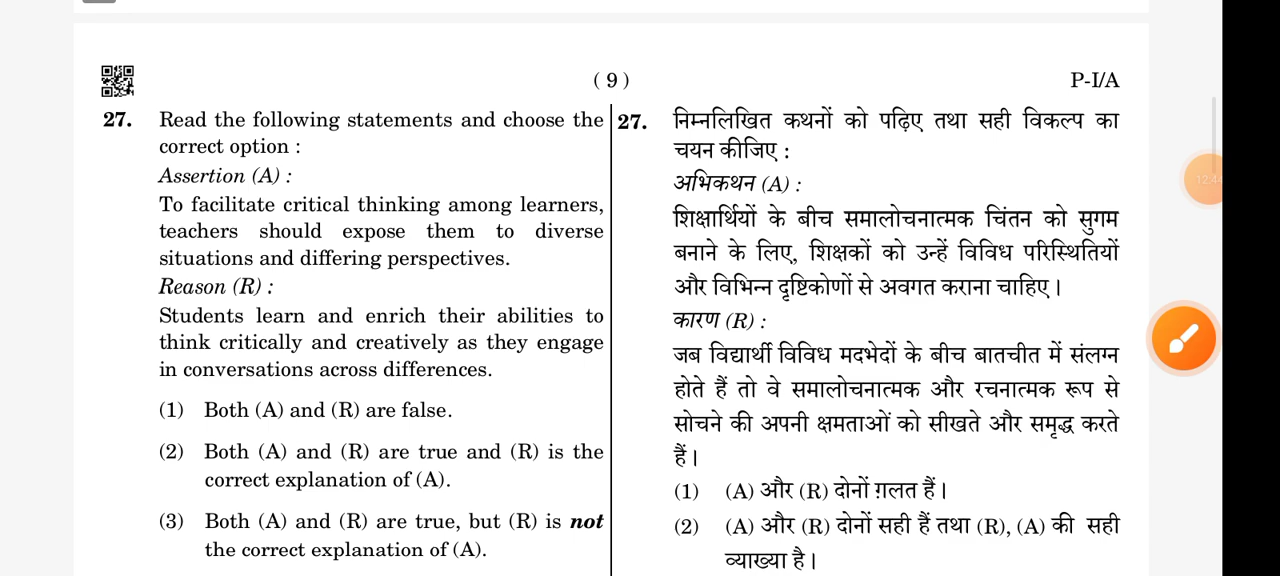 ( 9 )
P-I/A
27. Read the following statements and choose the
correct option :
Assertion (A) :
To facilitate critical thinking among learners,
teachers should expose them to diverse
situations and differing perspectives.
Reason (R) :
Students learn and enrich their abilities to
think critically and creatively as they engage
in conversations across differences.
(1) Both (A) and (R) are false.
(2) Both (A) and (R) are true and (R) is the
correct explanation of (A).
(3) Both (A) and (R) are true, but (R) is not
the correct explanation of (A).
27. निम्नलिखित कथनों को पढ़िए तथा सही विकल्प का
चयन कीजिए :
अभिकथन (A) :
शिक्षार्थियों के बीच समालोचनात्मक चिंतन को सुगम
बनाने के लिए, शिक्षकों को उन्हें विविध परिस्थितियों
और विभिन्न दृष्टिकोणों से अवगत कराना चाहिए।
कारण (R) :
जब विद्यार्थी विविध मदभेदों के बीच बातचीत में संलग्न
होते हैं तो वे समालोचनात्मक और रचनात्मक रूप से
सोचने की अपनी क्षमताओं को सीखते और समृद्ध करते
हैं।
(1) (A) और (R) दोनों ग़लत हैं।
(2) (A) और (R) दोनों सही हैं तथा (R), (A) की सही
व्याख्या है।